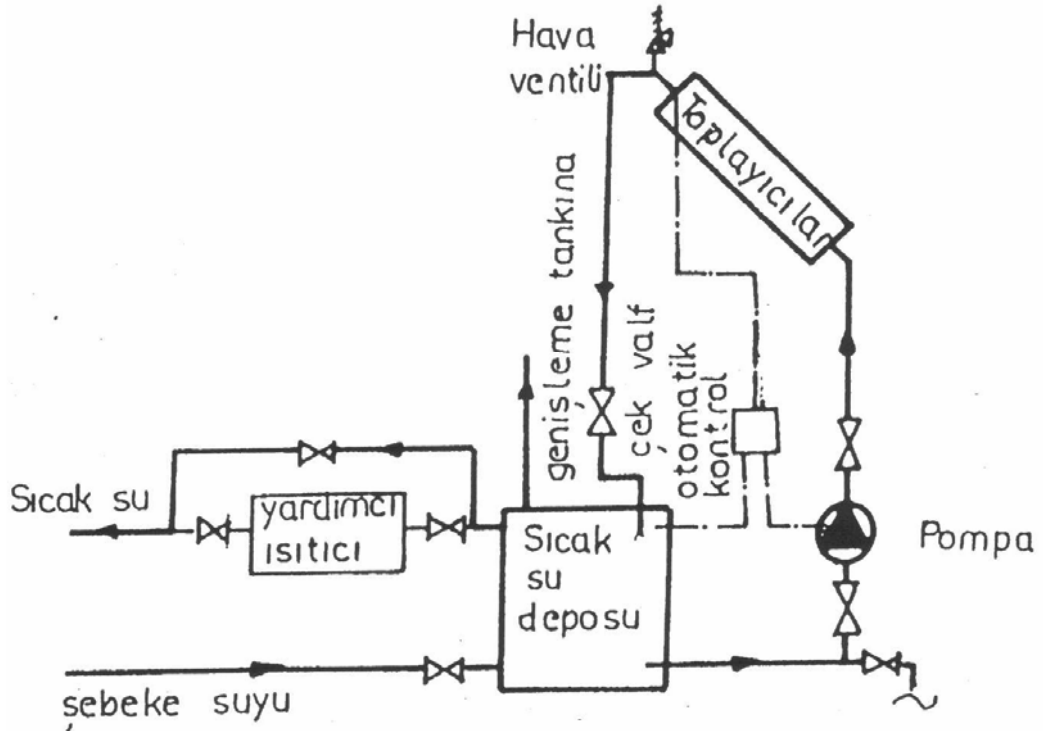 Hava
ventili
Toplayıcılar
genişleme tankına
çek valf
otomatik
kontrol
Sıcak su
yardımcı
ısıtıcı
Sıcak
su
deposu
Pompa
şebeke suyu